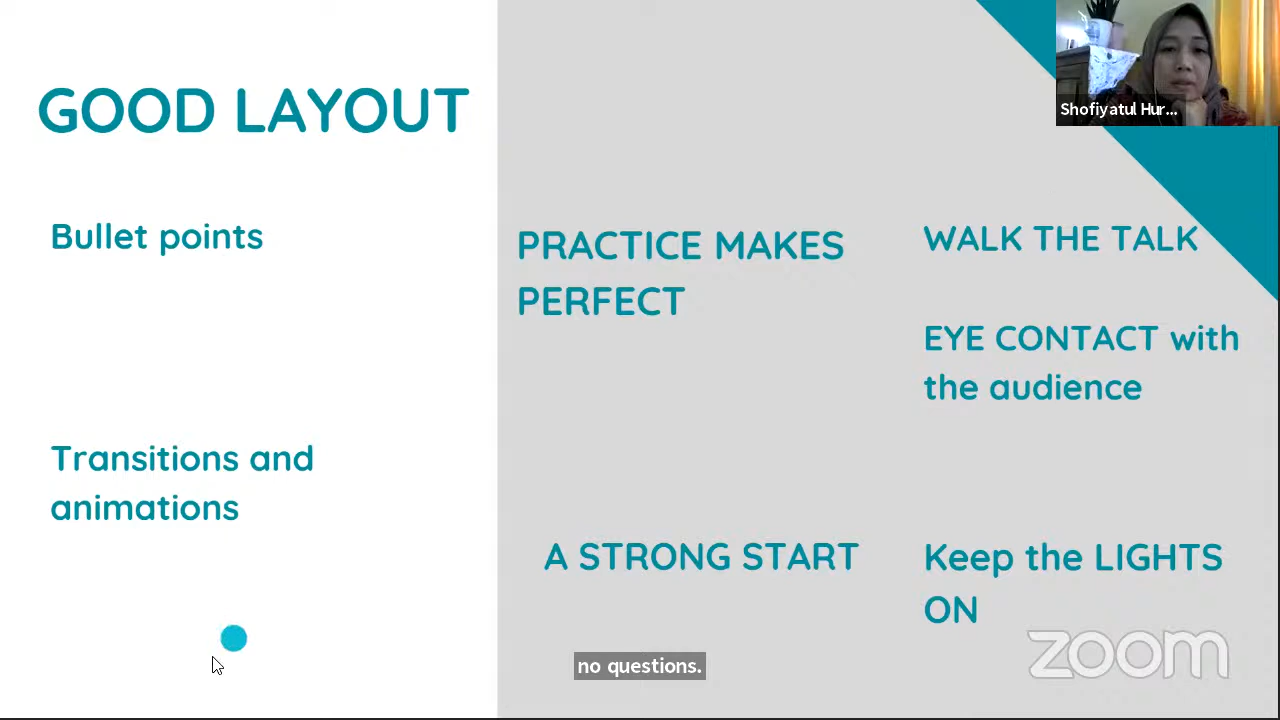 GOOD LAYOUT
Bullet points
Transitions and
animations
PRACTICE MAKES
PERFECT
A STRONG START
WALK THE TALK
EYE CONTACT with
the audience
Keep the LIGHTS
ON
Shofiyatul Hur...
no questions.
zoom